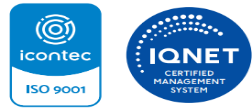 icontec
ISO 9001
IQNET
CERTIFIED
MANAGEMENT
SYSTEM